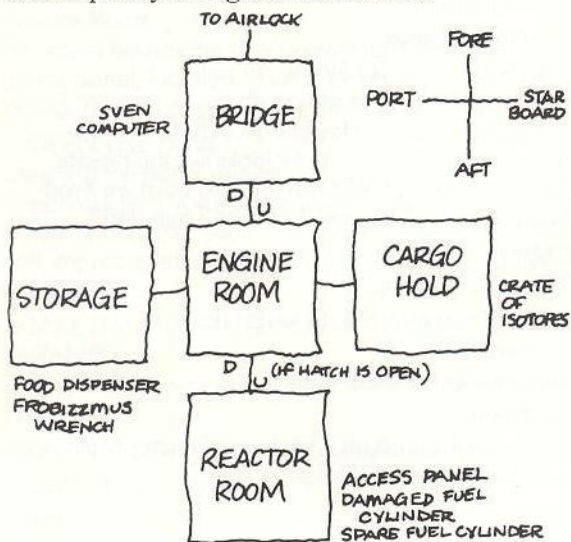 TO AIRLOCK
FORE
PORT
STAR
BOARD
AFT
SVEN
COMPUTER
BRIDGE
D
U
STORAGE
ENGINE
ROOM
CARGO
HOLD
CRATE
OF
ISOTOPES
D
U
(IF HATCH IS OPEN)
FOOD DISPENSER
FROBIZZMUS
WRENCH
REACTOR
ROOM
ACCESS PANEL
DAMAGED FUEL
CYLINDER
SPARE FUEL CYLINDER